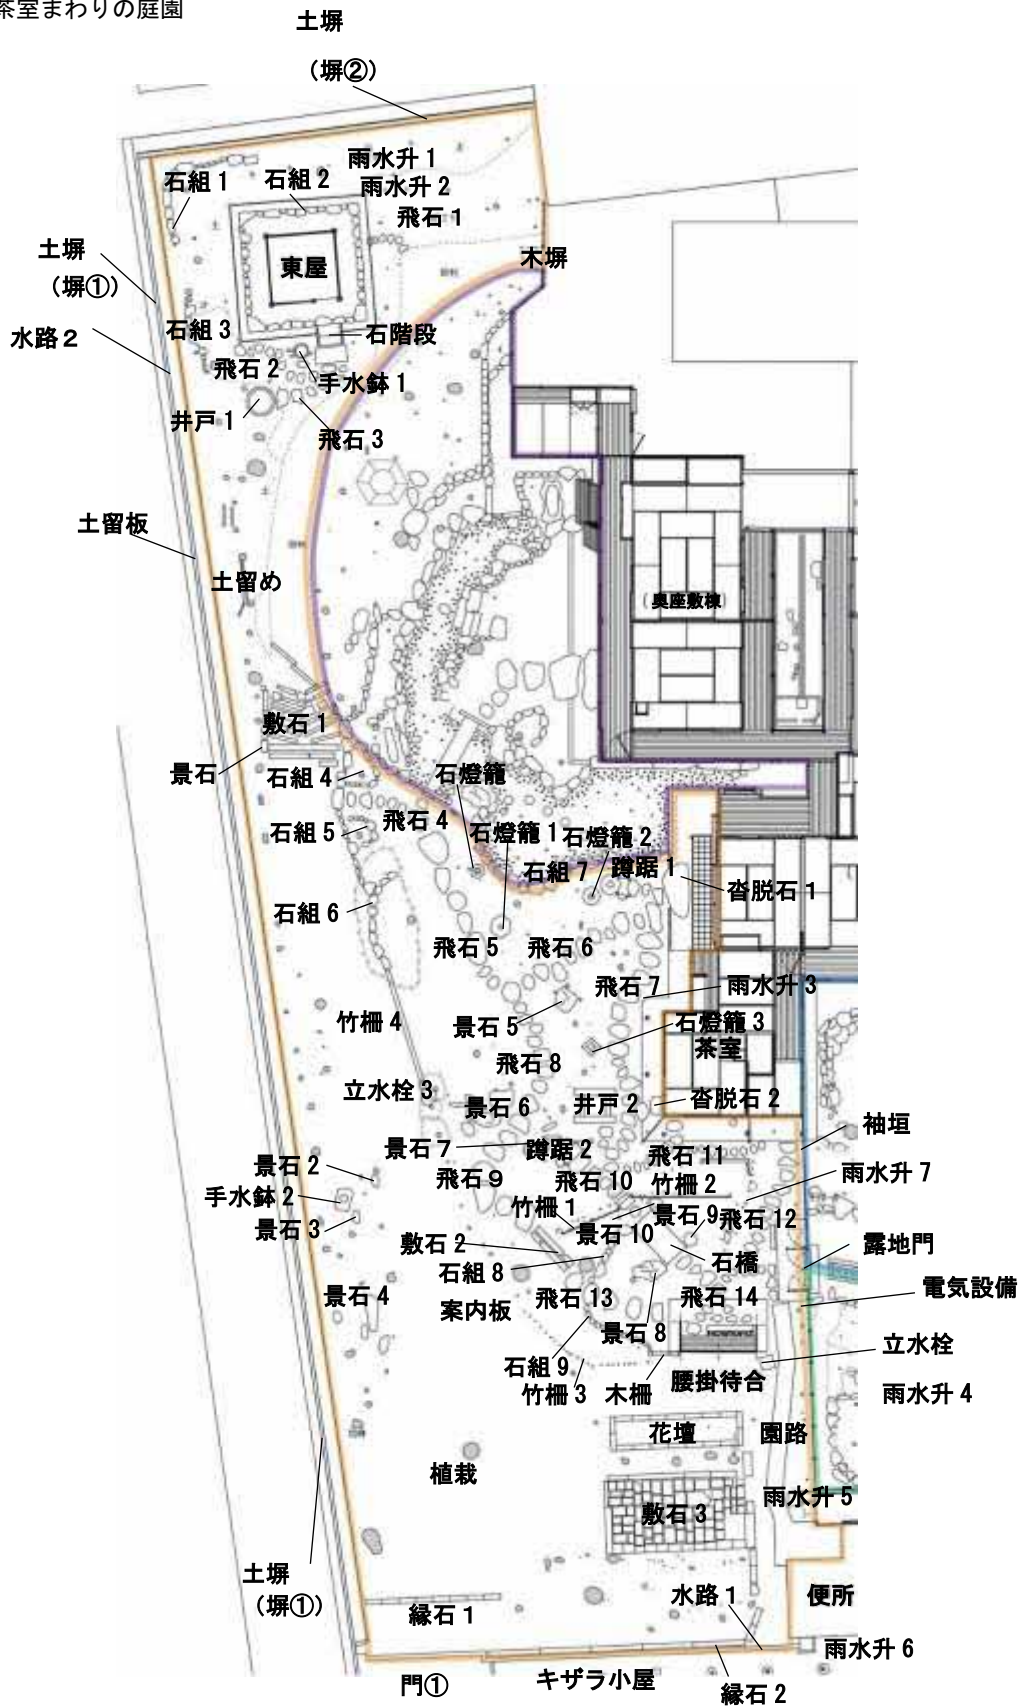 茶室まわりの庭園
土塀
(塀②)
雨水升1
石組1
石組2
雨水升2
飛石1
土塀
(塀①)
木塀
東屋
水路2
石組3
石階段
飛石2
手水鉢1
井戸1
飛石3
土留板
土留め
(奥座敷棟)
敷石1
景石
石組4
石燈籠
石組5
飛石4
石燈籠1
石燈籠2
石組7
蹲踞1
沓脱石1
石組6
飛石5
飛石6
飛石7
雨水升3
竹柵4
景石5
石燈籠3
茶室
飛石8
立水栓3
景石6
井戸2
沓脱石2
袖垣
景石7
蹲踞2
飛石11
景石2
飛石9
飛石10
竹柵2
雨水升7
手水鉢2
竹柵1
景石9
飛石12
景石3
敷石2
景石10
石橋
露地門
石組8
電気設備
景石4
案内板
飛石13
飛石14
景石8
立水栓
石組9
竹柵3
木柵
腰掛待合
雨水升4
花壇
園路
植栽
雨水升5
敷石3
土塀
(塀①)
縁石1
水路1
便所
雨水升6
門①
キザラ小屋
縁石2